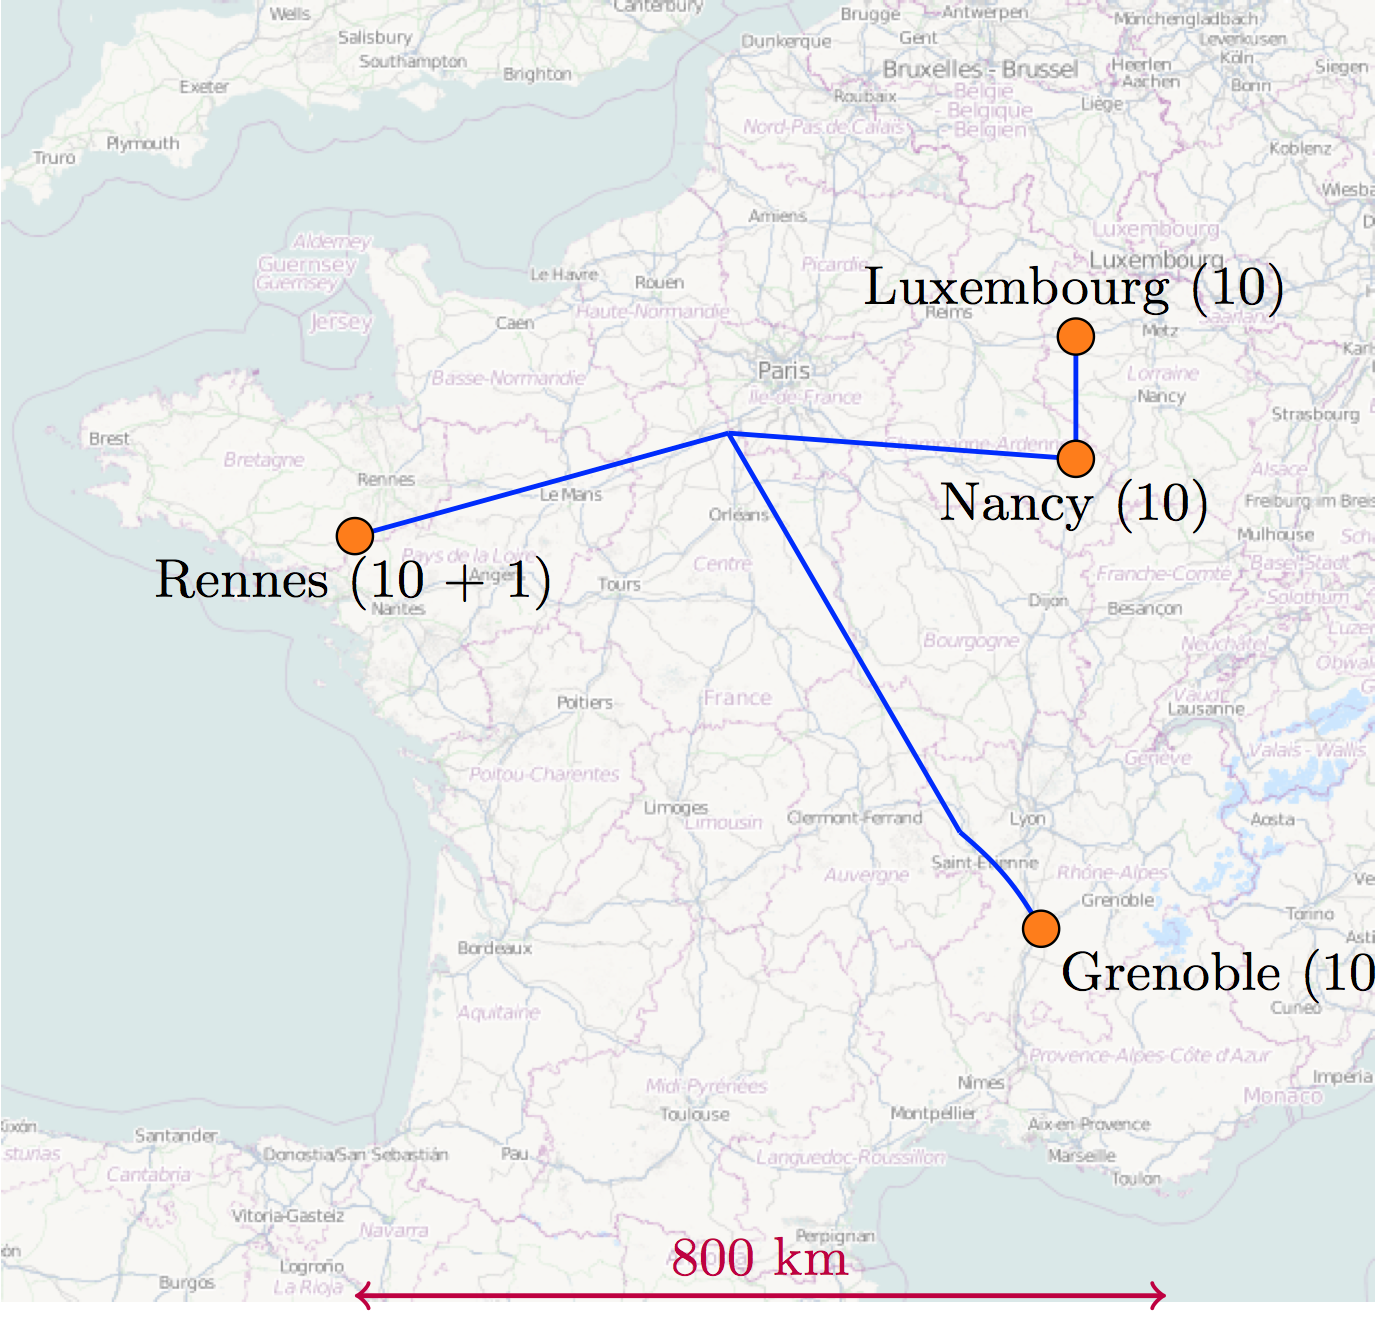 Wells
Canterbury
Brugge
Antwerpen
Mönchengladbach
Salisbury
Dunkerque
Gent
Leverkusen
Southampton
Heerlen
Köln
Siegen
Brighton
Bruxelles - Brussel
Aachen
Exeter
Roubaix
België
- Belgique
- Belgien
Liège
Bonn
Nord-Pas de Calais
Plymouth
Koblenz
Truro
Wiesba
Amiens
Luxembourg
Alderney
Guernsey
Guernsey
Le Havre
Picardie
Luxembourg
Rouen
Luxembourg (10)
Haute-Normandie
Reims
Saarland
Jersey
Caen
Metz
Karl
Paris
Basse-Normandie
Lorraine
Île-de-France
Nancy
Strasbourg
Brest
Champagne-Ardenne
Bretagne
Rennes
Alsace
Le Mans
Nancy (10)
Freiburg im Breis
Orléans
Mulhouse
Pays de la Loire
Centre
Basel-Stadt
Rennes (10 + 1)
Angers
Tours
Franche-Comté
Solothurn
Nantes
Dijon
Besançon
Luzer
Bourgogne
Neuchâtel
Obwal
France
Poitiers
Vaud
Lausanne
Valais - Wallis
Genève
Poitou-Charentes
Limoges
Limousin
Clermont-Ferrand
Lyon
Aosta
Saint-Étienne
Auvergne
Rhône-Alpes
Grenoble
Torino
Asti
Bordeaux
Grenoble (10
Aquitaine
Cuneo
Provence-Alpes-Côte d'Azur
Imperia
Midi-Pyrénées
Nîmes
Monaco
Toulouse
Montpellier
Aix-en-Provence
Santander
Donostia/San Sebastián
Pau
Languedoc-Roussillon
Marseille
sturias
Cantabria
Toulon
Vitoria-Gasteiz
Navarra
Perpignan
800 km
Logroño
Burgos
La Rioja